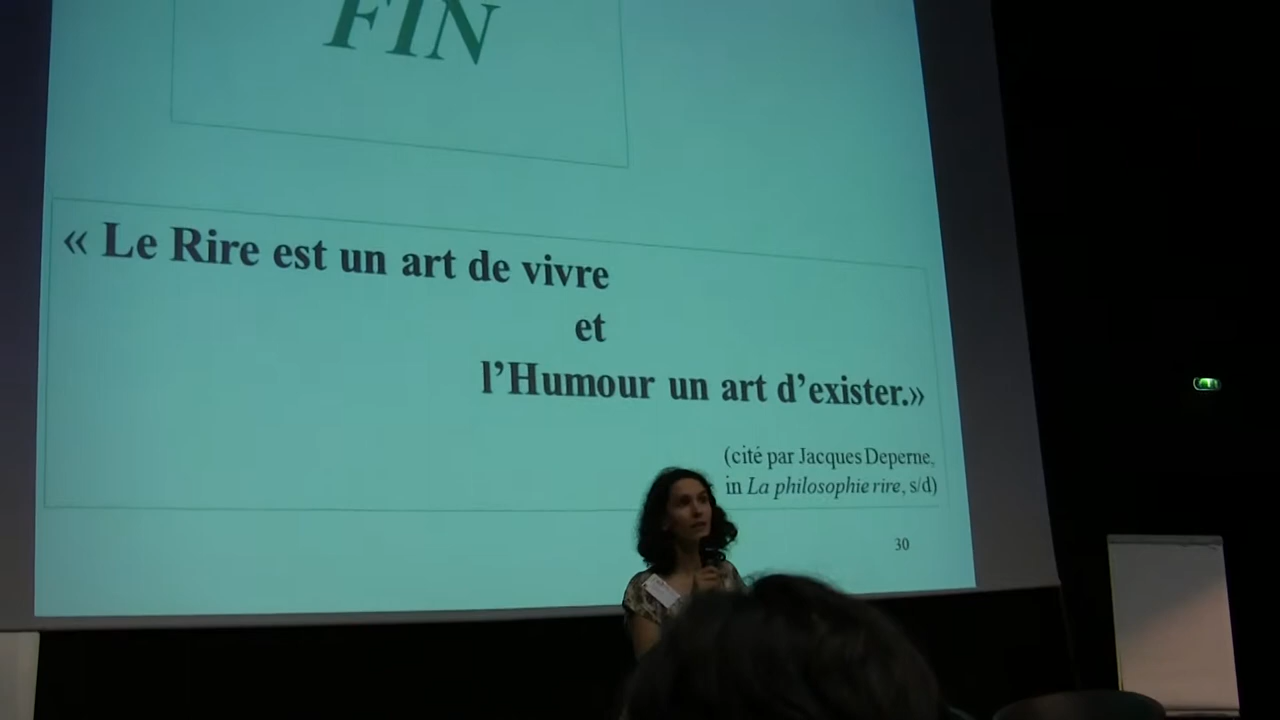 FIN
« Le Rire est un art de vivre
et
l’Humour un art d’exister.»
(cité par Jacques Deperne,
in La philosophie rire, s/d)
30